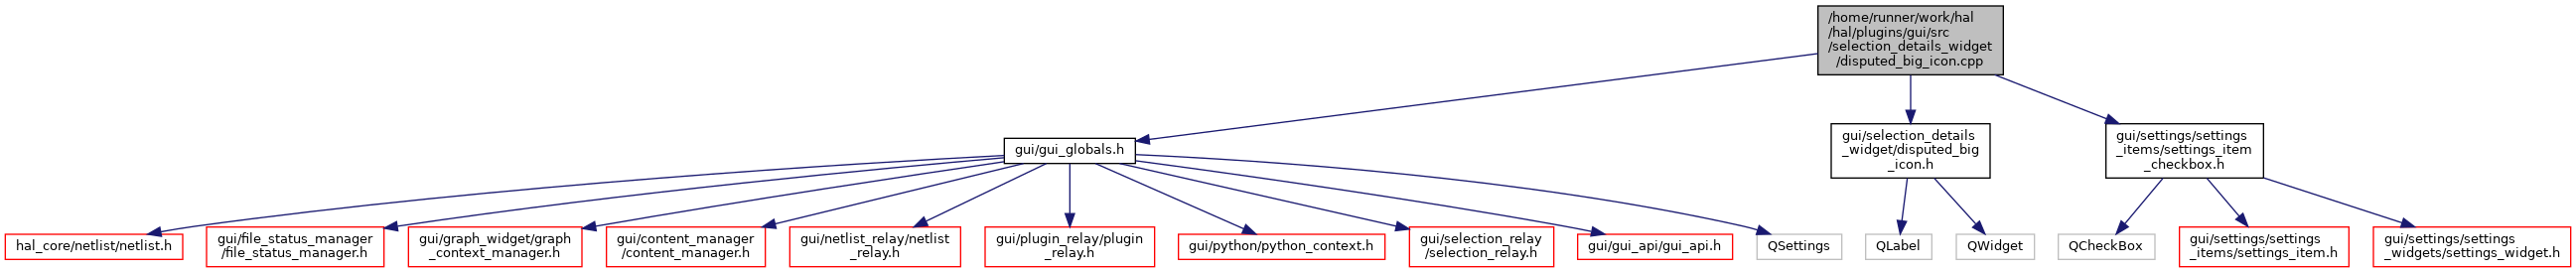 /home/runner/work/hal
/hal/plugins/gui/src
/selection_details_widget
/disputed_big_icon.cpp
gui/gui_globals.h
gui/selection_details
_widget/disputed_big
_icon.h
gui/settings/settings
_items/settings_item
_checkbox.h
hal_core/netlist/netlist.h
gui/file_status_manager
/file_status_manager.h
gui/graph_widget/graph
_context_manager.h
gui/content_manager
/content_manager.h
gui/netlist_relay/netlist
_relay.h
gui/plugin_relay/plugin
_relay.h
gui/python/python_context.h
gui/selection_relay
/selection_relay.h
gui/gui_api/gui_api.h
QSettings
QLabel
QWidget
QCheckBox
gui/settings/settings
_items/settings_item.h
gui/settings/settings
_widgets/settings_widget.h